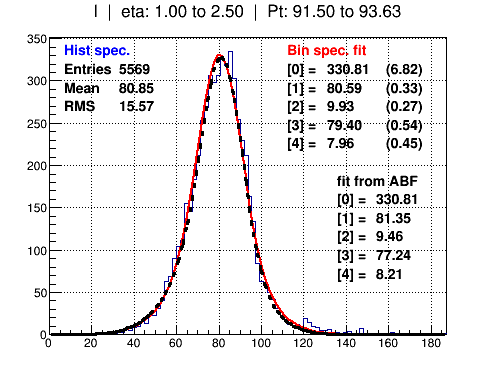 I | eta: 1.00 to 2.50 | Pt: 91.50 to 93.63
Hist spec.
Entries 5569
Mean 80.85
RMS 15.57
Bin spec, fit
[0] = 330.81 (6.82)
[1] = 80.59 (0.33)
[2] = 9.93 (0.27)
[3] = 79.40 (0.54)
[4] = 7.96 (0.45)
fit from ABF
[0] = 330.81
[1] = 81.35
[2] = 9.46
[3] = 77.24
[4] = 8.21
350
300
250
200
150
100
50
0
0 20 40 60 80 100 120 140 160 180